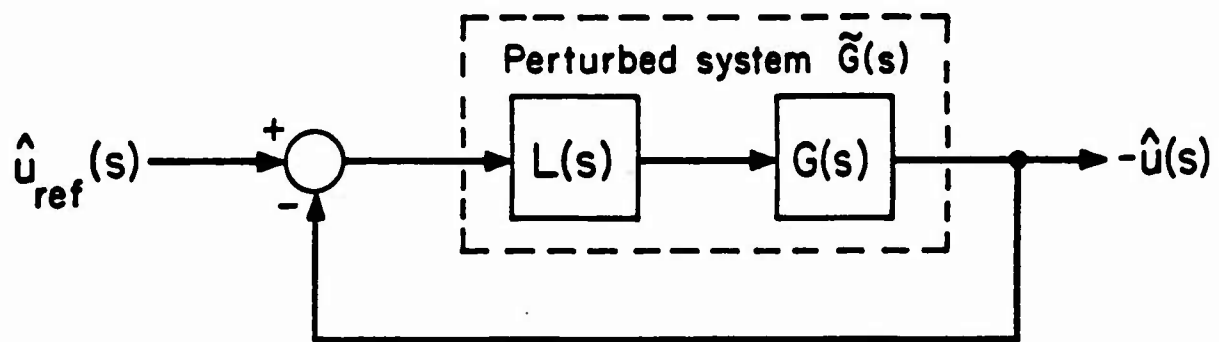 Perturbed system G̃(s)
û_ref(s)
+
-
L(s)
G(s)
-û(s)